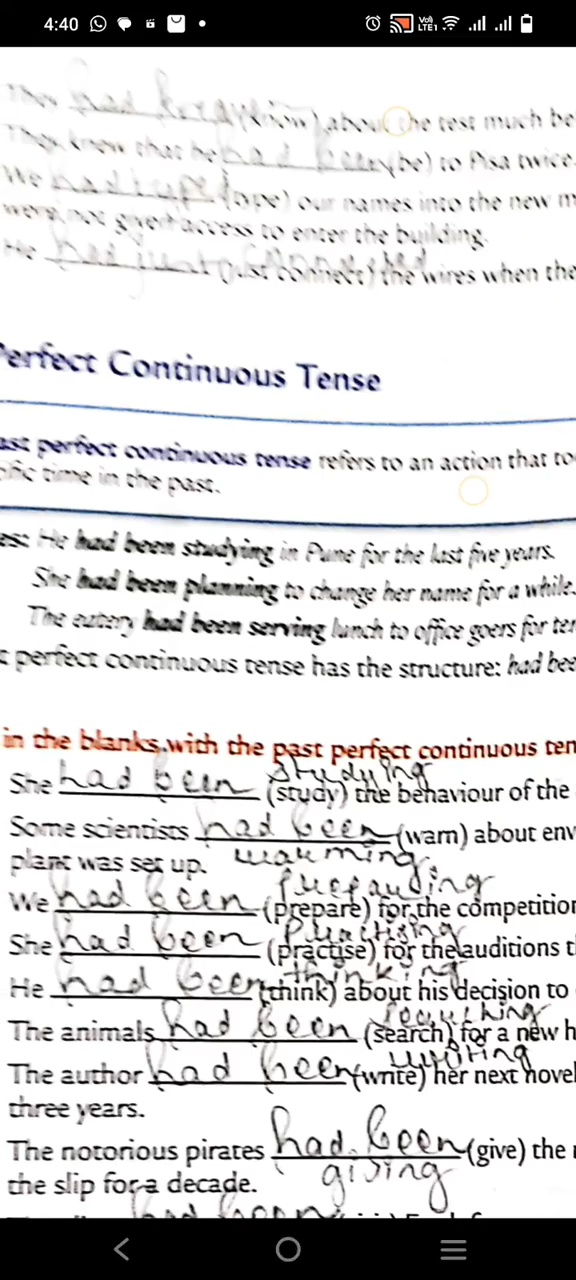 4:40
They had (know) about the test much be
They knew that he had been (be) to Pisa twice.
We had typed (type) our names into the new m
were not given access to enter the building.
He had just connected (just connect) the wires when the
Perfect Continuous Tense
ast perfect continuous tense refers to an action that to
ific time in the past.
es: He had been studying in Pune for the last five years.
She had been planning to change her name for a while.
The eatery had been serving lunch to office goers for ten
t perfect continuous tense has the structure: had bee
in the blanks with the past perfect continuous ten
She had been studying (study) the behaviour of the
Some scientists had been (warn) about env
plant was set up. warning
We had been preparing (prepare) for the competition
She had been practising (practise) for the auditions t
He had been thinking (think) about his decision to
The animals had been searching (search) for a new h
The author had been writing (write) her next novel
three years.
The notorious pirates had been (give) the
the slip for a decade. giving
had been